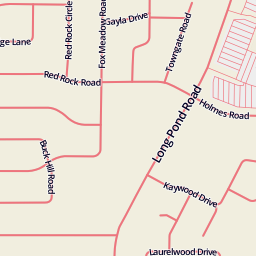 Gayla Drive
Red Rock Circle
Fox Meadow Road
Towngate Road
ge Lane
Red Rock Road
Holmes Road
Long Pond Road
Buck Hill Road
Kaywood Drive
Laurelwood Drive